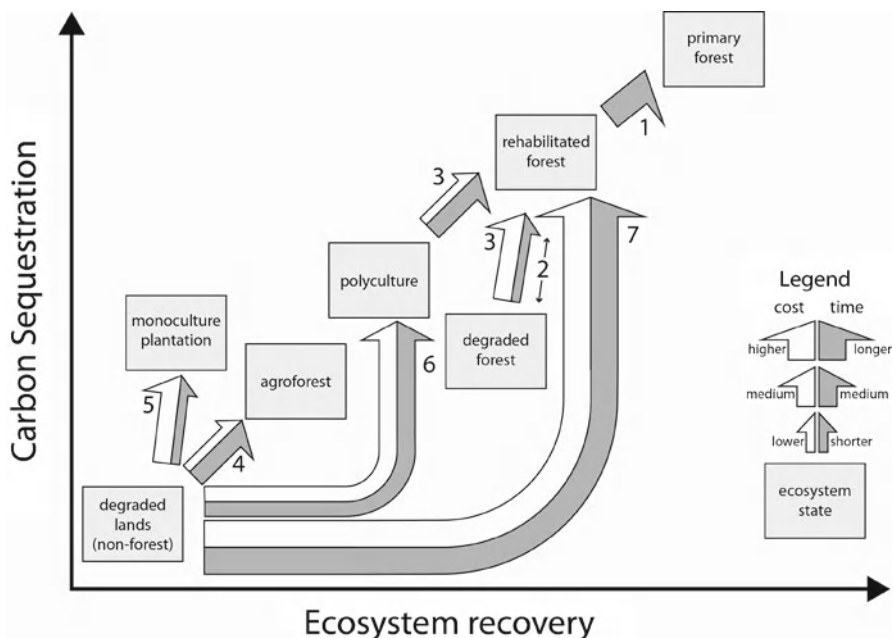 primary
forest
1
rehabilitated
forest
3
3
2
7
polyculture
Legend
cost time
higher longer
medium medium
lower shorter
ecosystem
state
monoculture
plantation
agroforest
degraded
forest
6
5
4
degraded
lands
(non-forest)
Carbon Sequestration
Ecosystem recovery